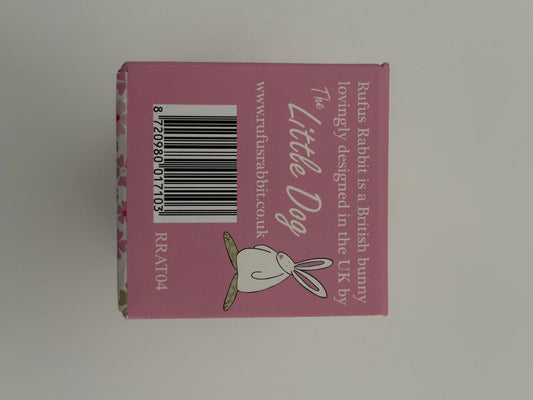 Rufus Rabbit is a British bunny
lovingly designed in the UK by
The Little Dog
www.rufusrabbit.co.uk
8 720980 017103
RRAT04